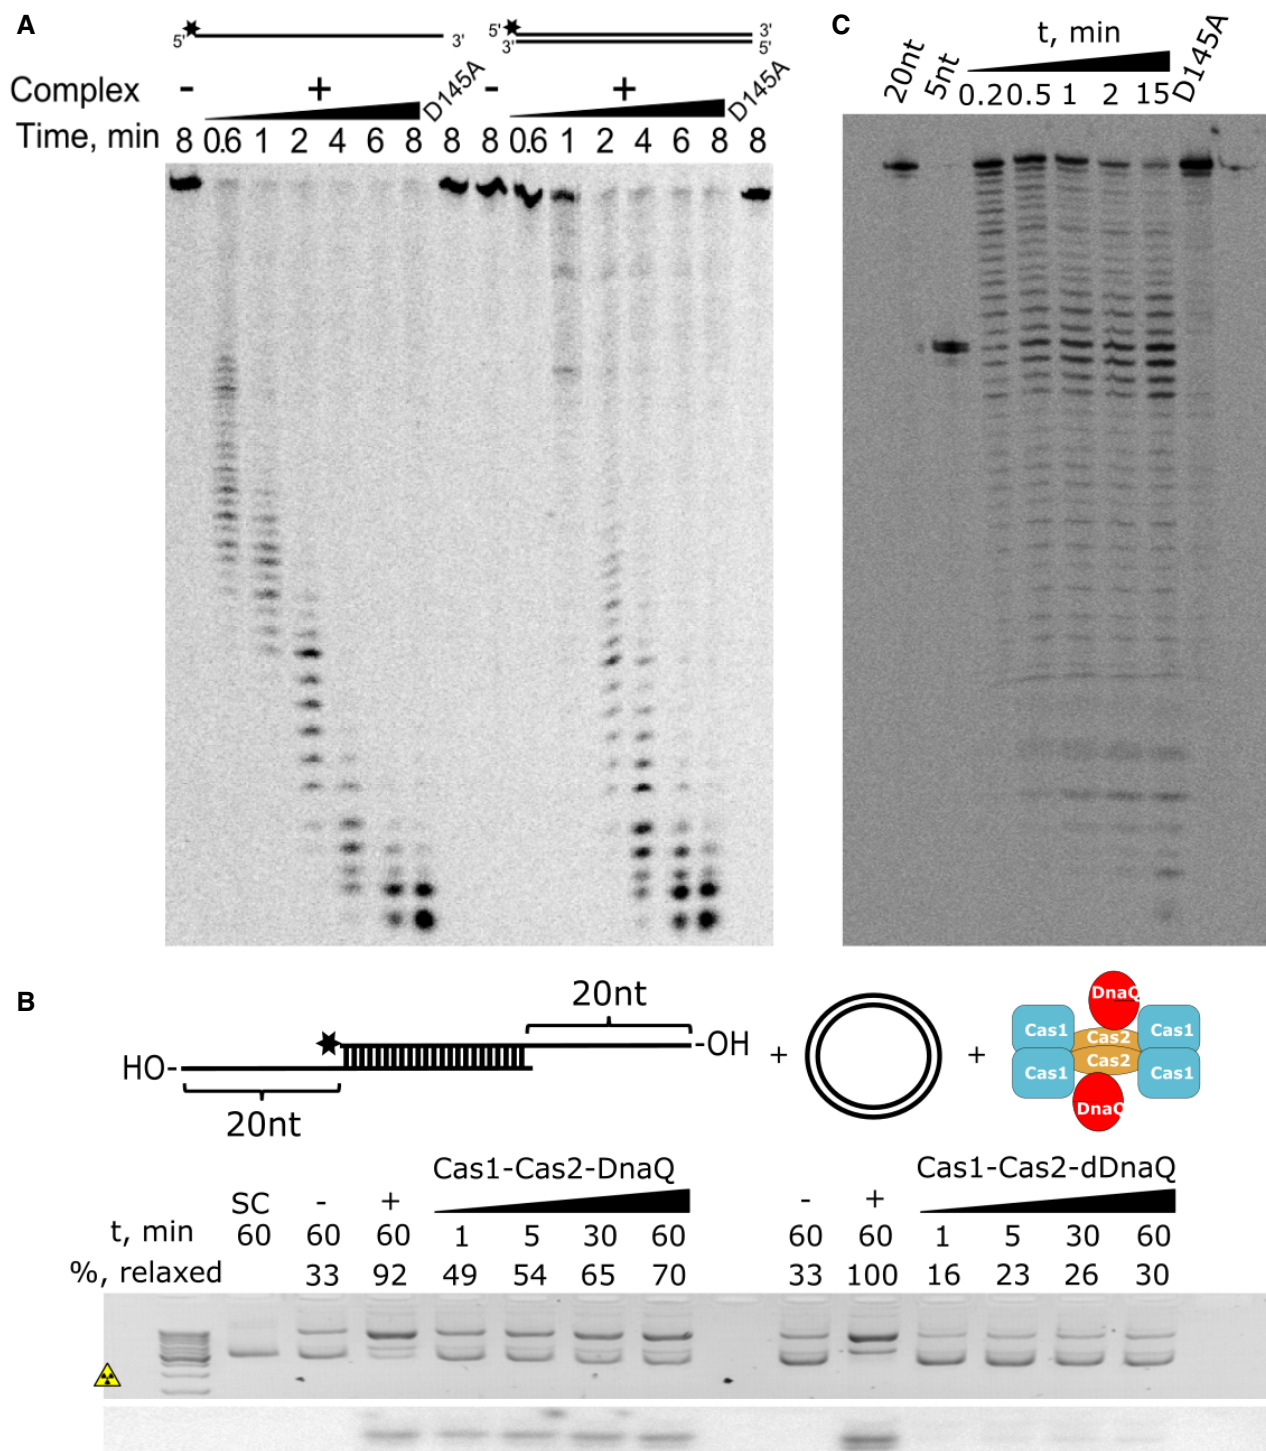 A
5' 3'
5' 3'
3' 5'
Complex - + D145A - + D145A
Time, min 8 0.6 1 2 4 6 8 8 8 0.6 1 2 4 6 8 8
C
20nt 5nt t, min D145A
0.2 0.5 1 2 15
B
20nt
HO- -OH + +
20nt
DnaQ
Cas1 Cas2 Cas1
Cas1 Cas2 Cas1
DnaQ
Cas1-Cas2-DnaQ Cas1-Cas2-dDnaQ
SC - + - +
t, min 60 60 60 1 5 30 60 60 60 1 5 30 60
%, relaxed 33 92 49 54 65 70 33 100 16 23 26 30